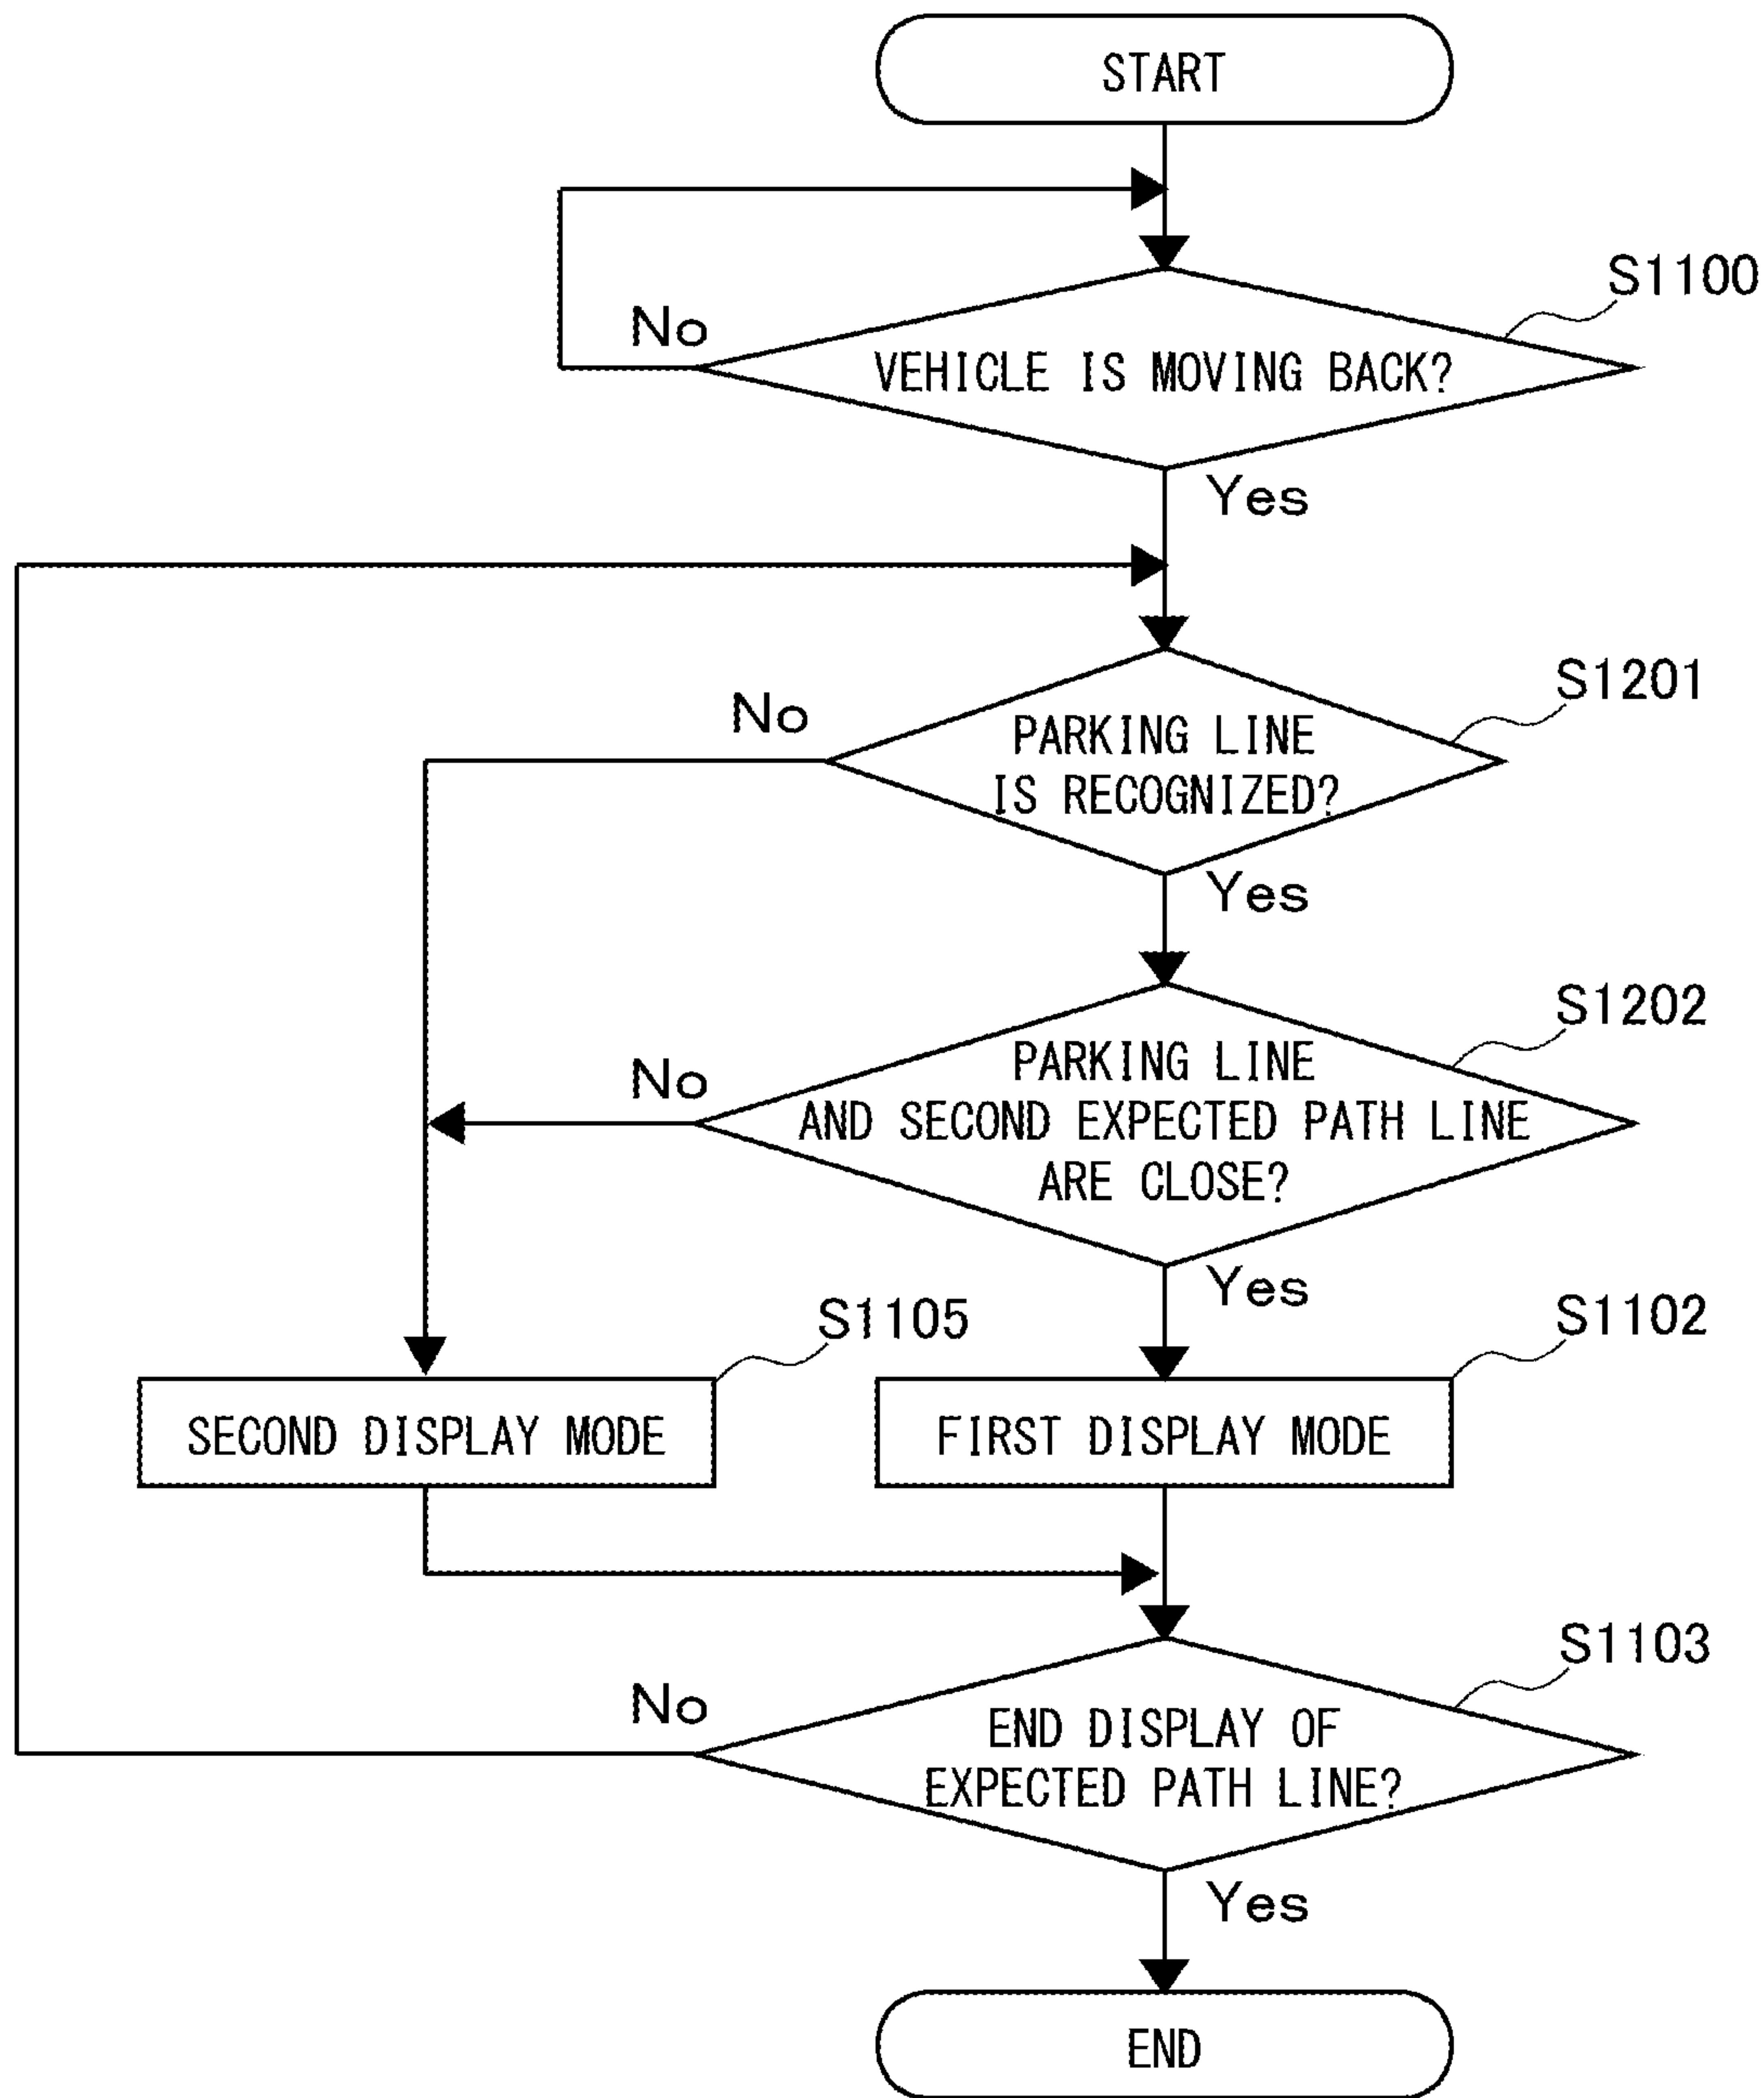 START
S1100
No
VEHICLE IS MOVING BACK?
Yes
S1201
No
PARKING LINE
IS RECOGNIZED?
Yes
S1202
No
PARKING LINE
AND SECOND EXPECTED PATH LINE
ARE CLOSE?
Yes
S1105
S1102
SECOND DISPLAY MODE
FIRST DISPLAY MODE
S1103
No
END DISPLAY OF
EXPECTED PATH LINE?
Yes
END